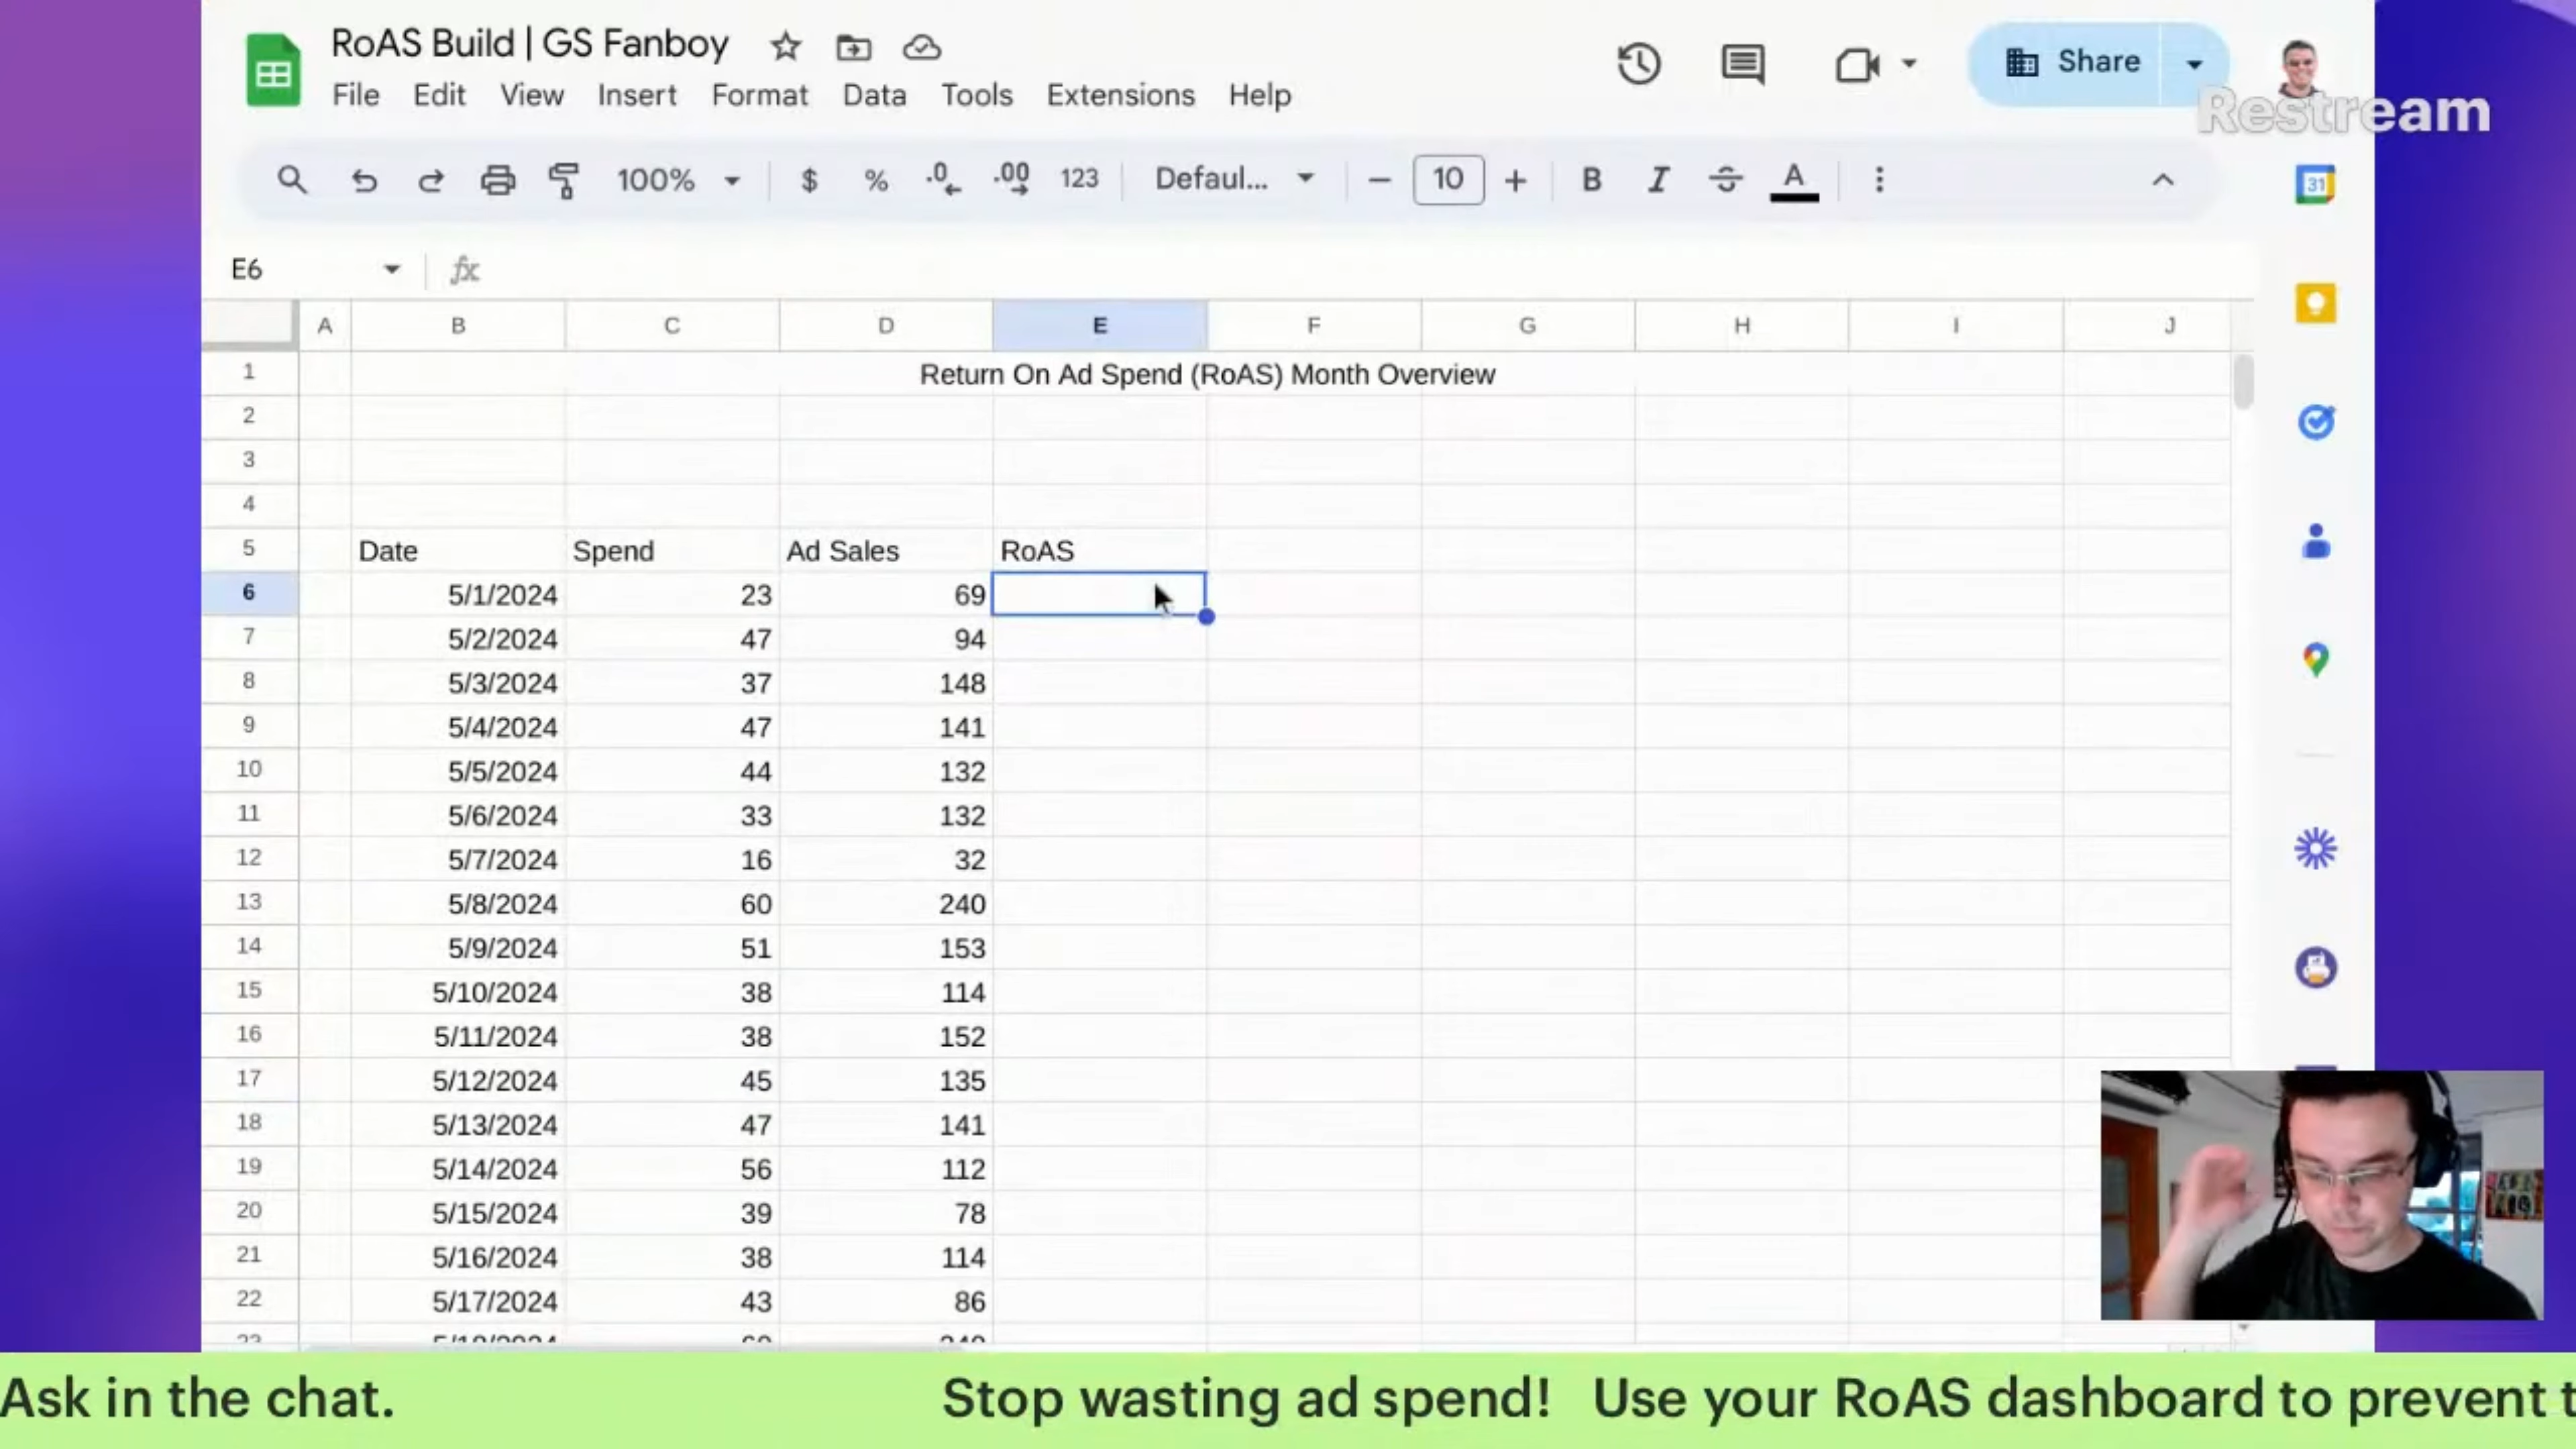 RoAS Build | GS Fanboy
File Edit View Insert Format Data Tools Extensions Help
Share
Restream
100% $ % .0 .00 123 Defaul... 10 B I A
31
E6 fx
A B C D E F G H I J
1 Return On Ad Spend (RoAS) Month Overview
2
3
4
5 Date Spend Ad Sales RoAS
6 5/1/2024 23 69
7 5/2/2024 47 94
8 5/3/2024 37 148
9 5/4/2024 47 141
10 5/5/2024 44 132
11 5/6/2024 33 132
12 5/7/2024 16 32
13 5/8/2024 60 240
14 5/9/2024 51 153
15 5/10/2024 38 114
16 5/11/2024 38 152
17 5/12/2024 45 135
18 5/13/2024 47 141
19 5/14/2024 56 112
20 5/15/2024 39 78
21 5/16/2024 38 114
22 5/17/2024 43 86
Ask in the chat. Stop wasting ad spend! Use your RoAS dashboard to prevent t